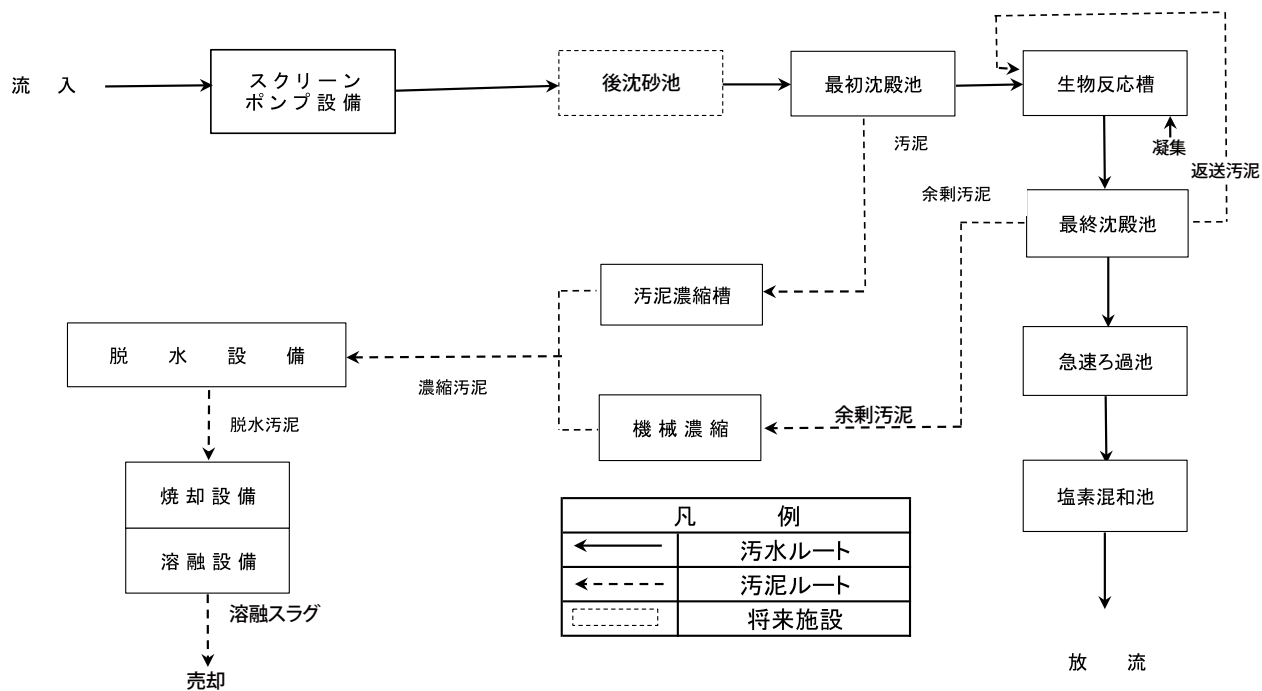 流　入
スクリーン
ポンプ設備
後沈砂池
最初沈殿池
生物反応槽
凝集
返送汚泥
汚泥
余剰汚泥
最終沈殿池
汚泥濃縮槽
急速ろ過池
脱　水　設　備
濃縮汚泥
機械濃縮
余剰汚泥
脱水汚泥
塩素混和池
焼却設備
溶融設備
溶融スラグ
売却
凡　例
汚水ルート
汚泥ルート
将来施設
放　流